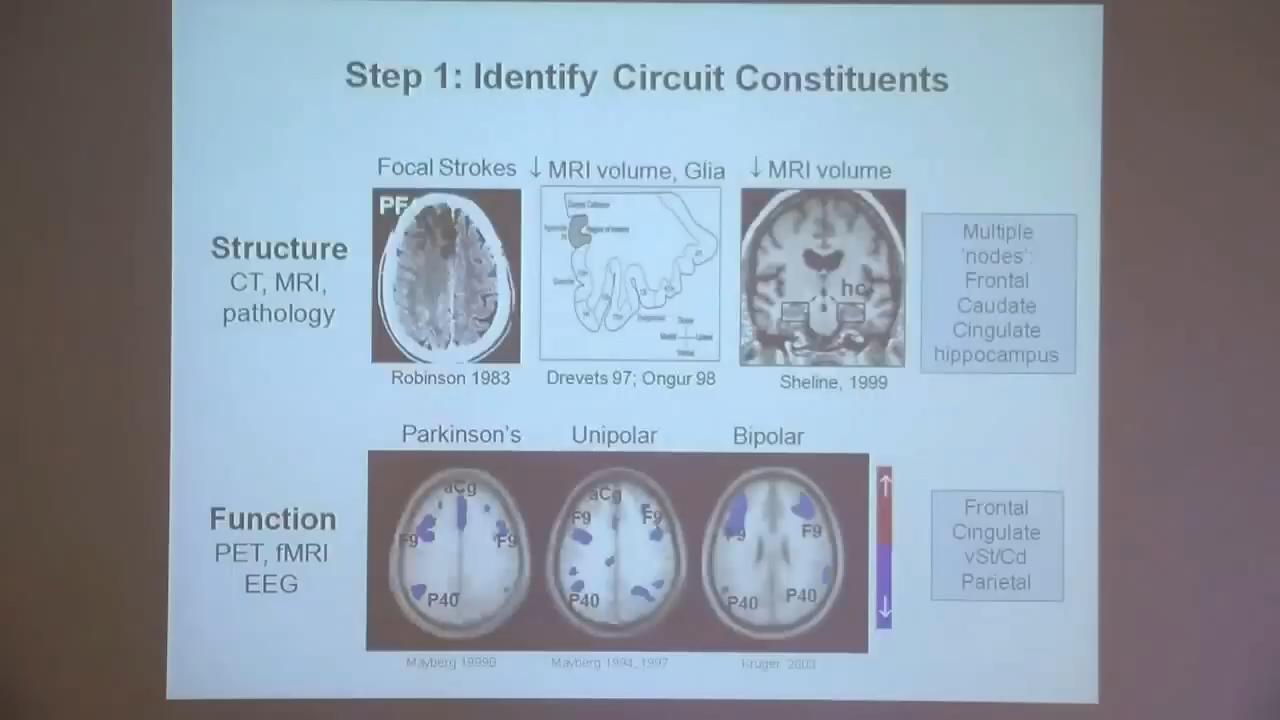 Step 1: Identify Circuit Constituents
Focal Strokes
↓ MRI volume, Glia
↓ MRI volume
Structure
CT, MRI,
pathology
PF
hc
Multiple
'nodes':
Frontal
Caudate
Cingulate
hippocampus
Robinson 1983
Drevets 97; Ongur 98
Sheline, 1999
Parkinson's
Unipolar
Bipolar
Function
PET, fMRI
EEG
aCg
F9
F9
P40
aCg
F9
F9
P40
F9
F9
P40
P40
↑
↓
Frontal
Cingulate
vSt/Cd
Parietal
Mayberg
Mayberg 1994, 1997
Kruger, 2003